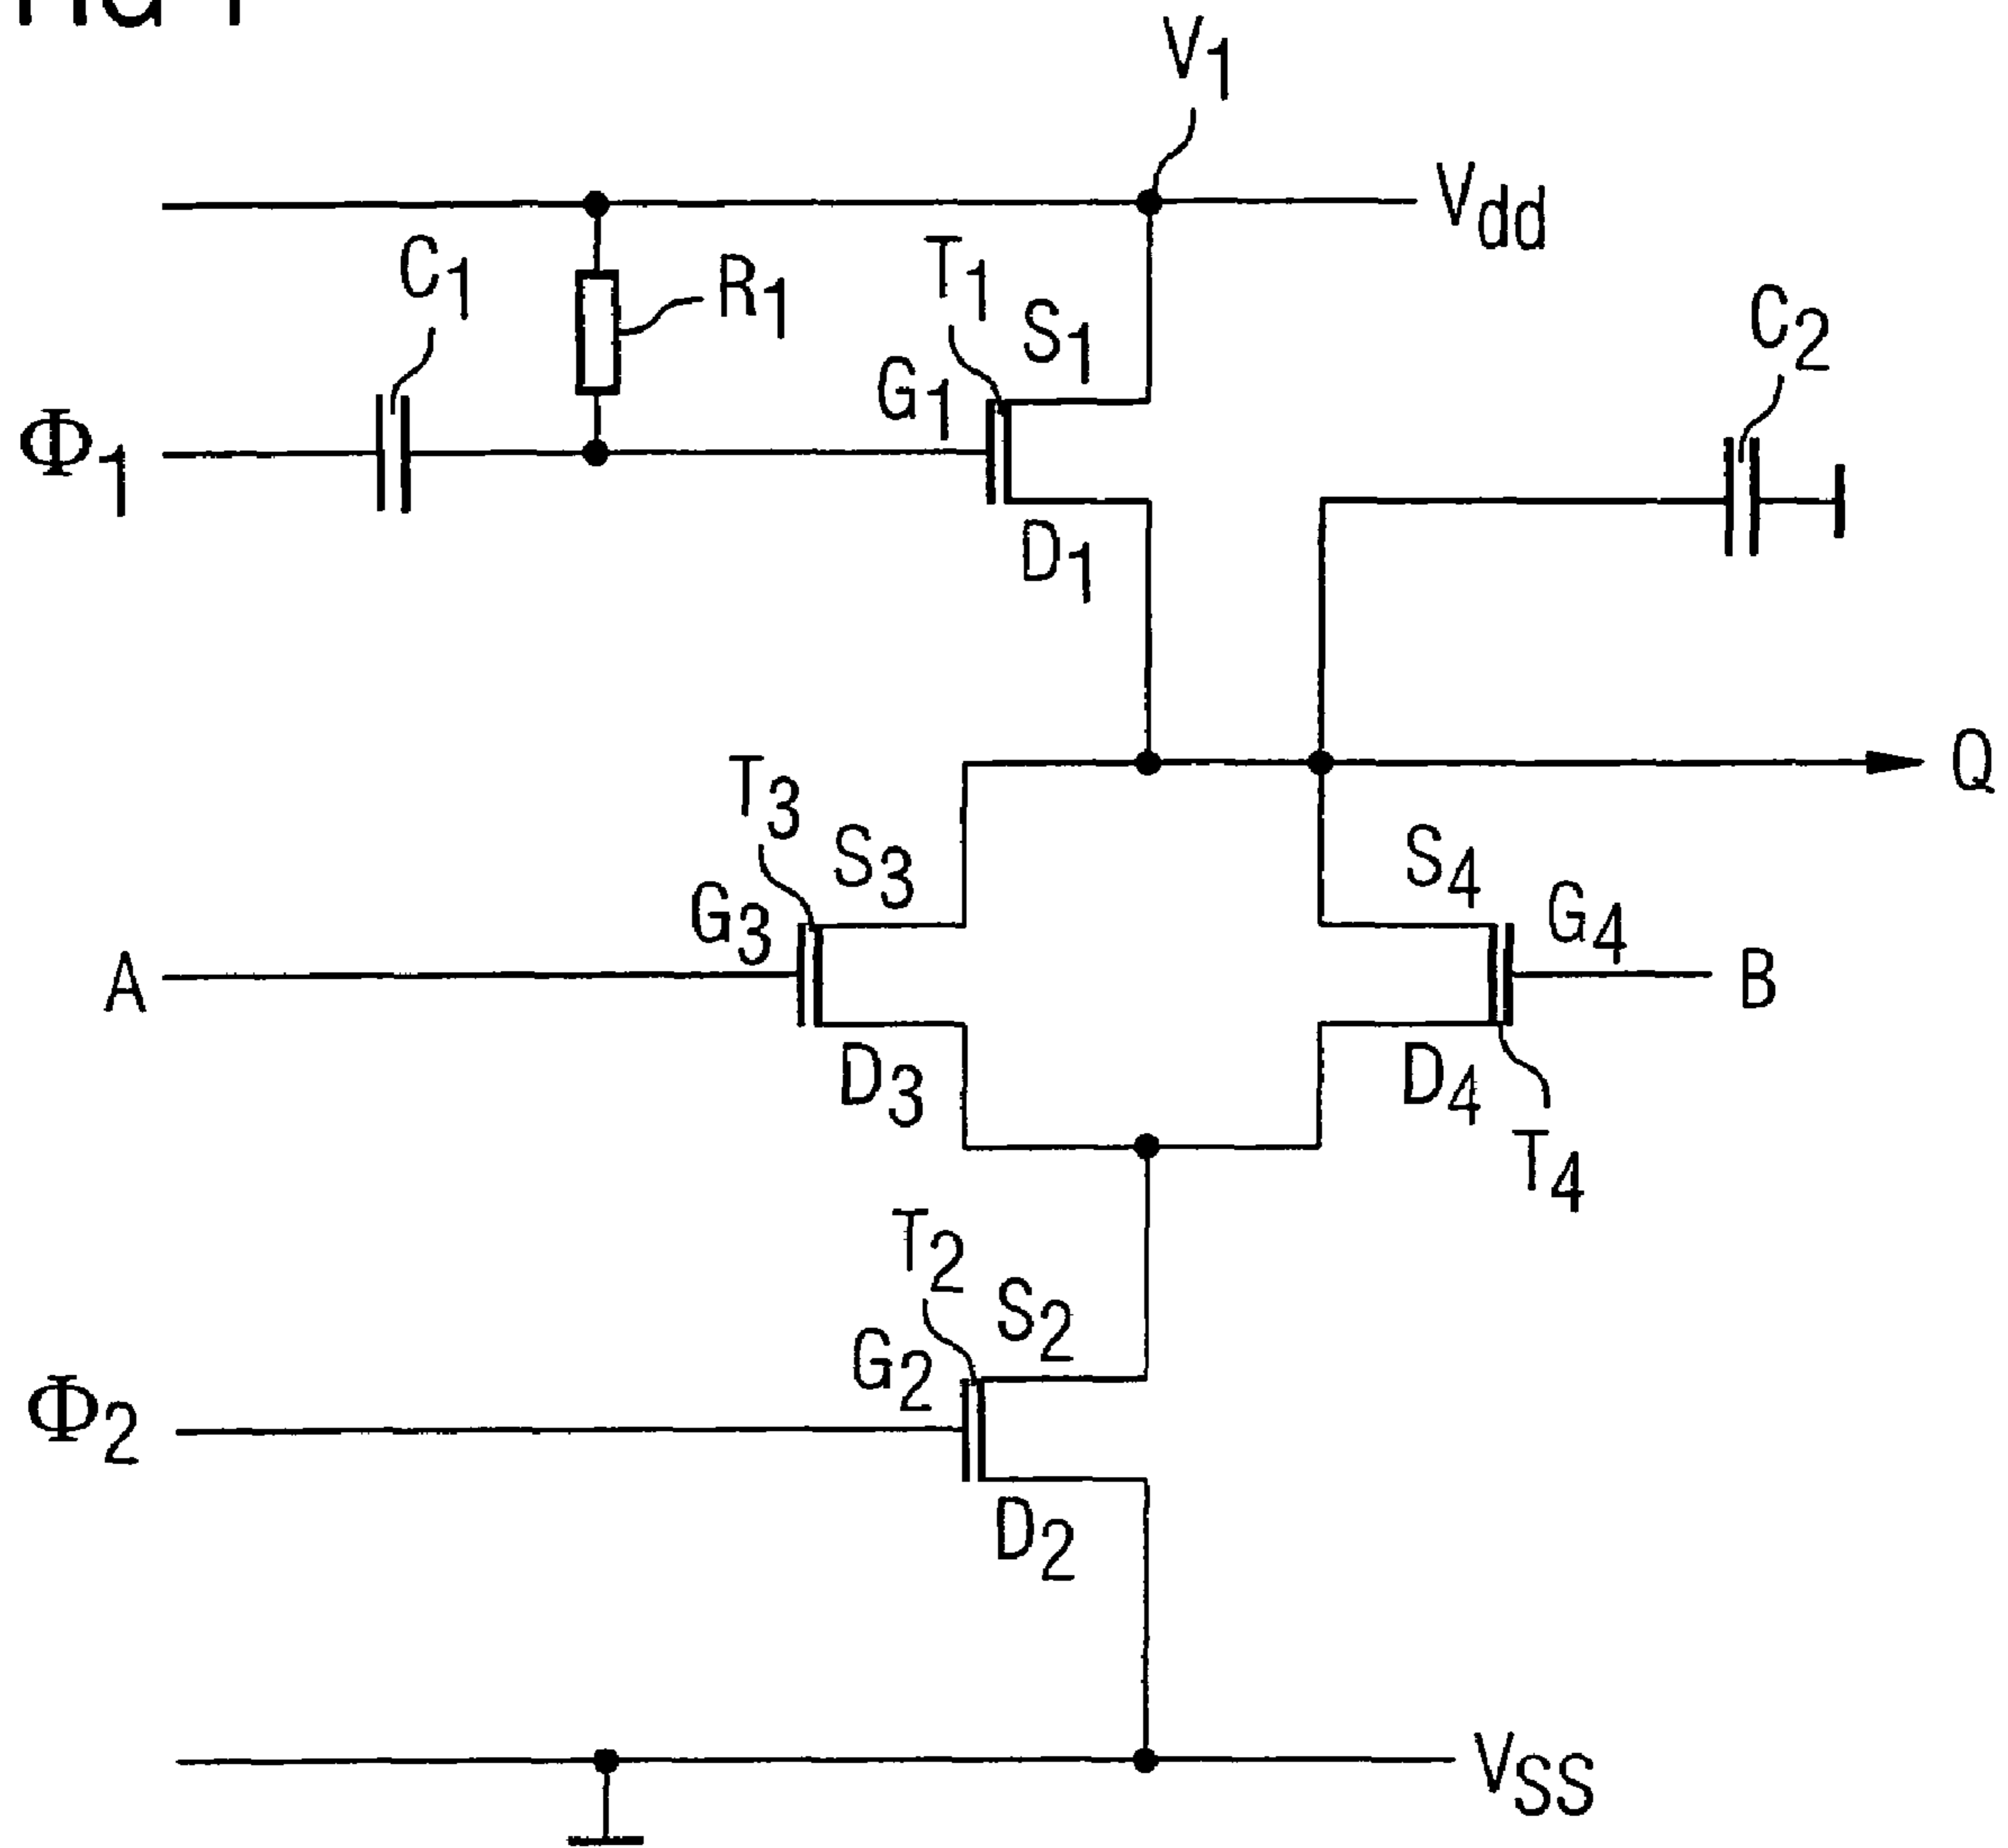 V1
Vdd
C1
R1
T1
S1
C2
G1
Φ1
D1
Q
T3
S3
S4
G3
G4
A
B
D3
D4
T4
T2
S2
G2
Φ2
D2
VSS